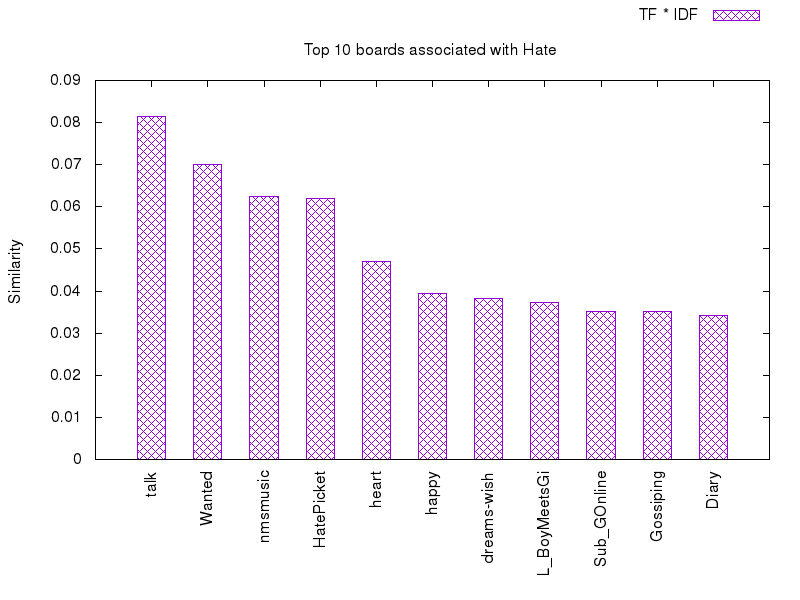 TF * IDF
Top 10 boards associated with Hate
0.09
0.08
0.07
0.06
0.05
0.04
0.03
0.02
0.01
0
Similarity
talk
Wanted
nmsmusic
HatePicket
heart
happy
dreams-wish
L_BoyMeetsGi
Sub_GOnline
Gossiping
Diary